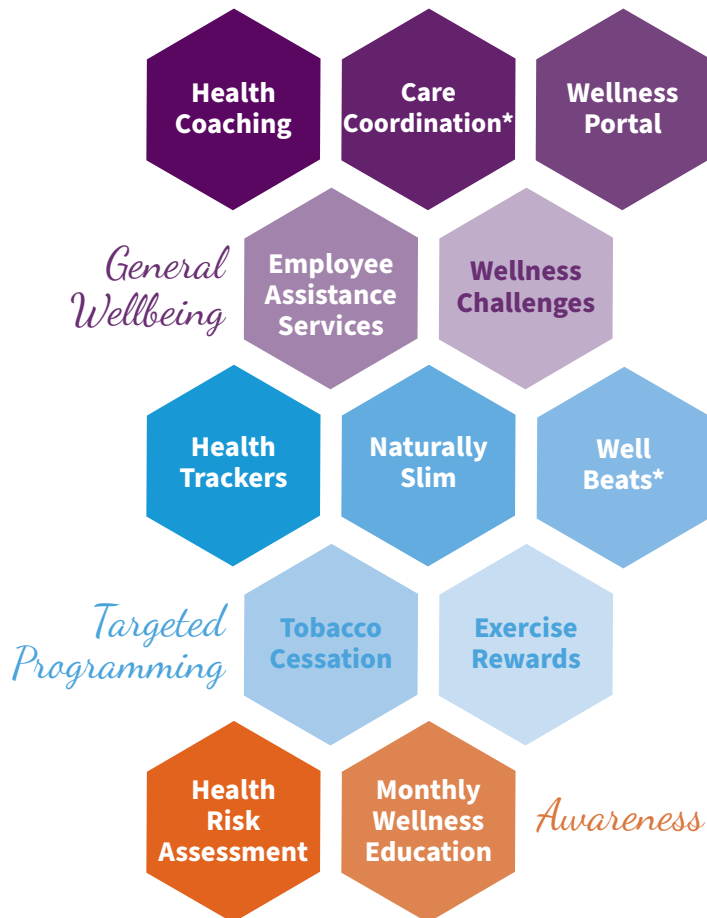 Health
Coaching
Care
Coordination*
Wellness
Portal
General
Wellbeing
Employee
Assistance
Services
Wellness
Challenges
Health
Trackers
Naturally
Slim
Well
Beats*
Targeted
Programming
Tobacco
Cessation
Exercise
Rewards
Health
Risk
Assessment
Monthly
Wellness
Education
Awareness